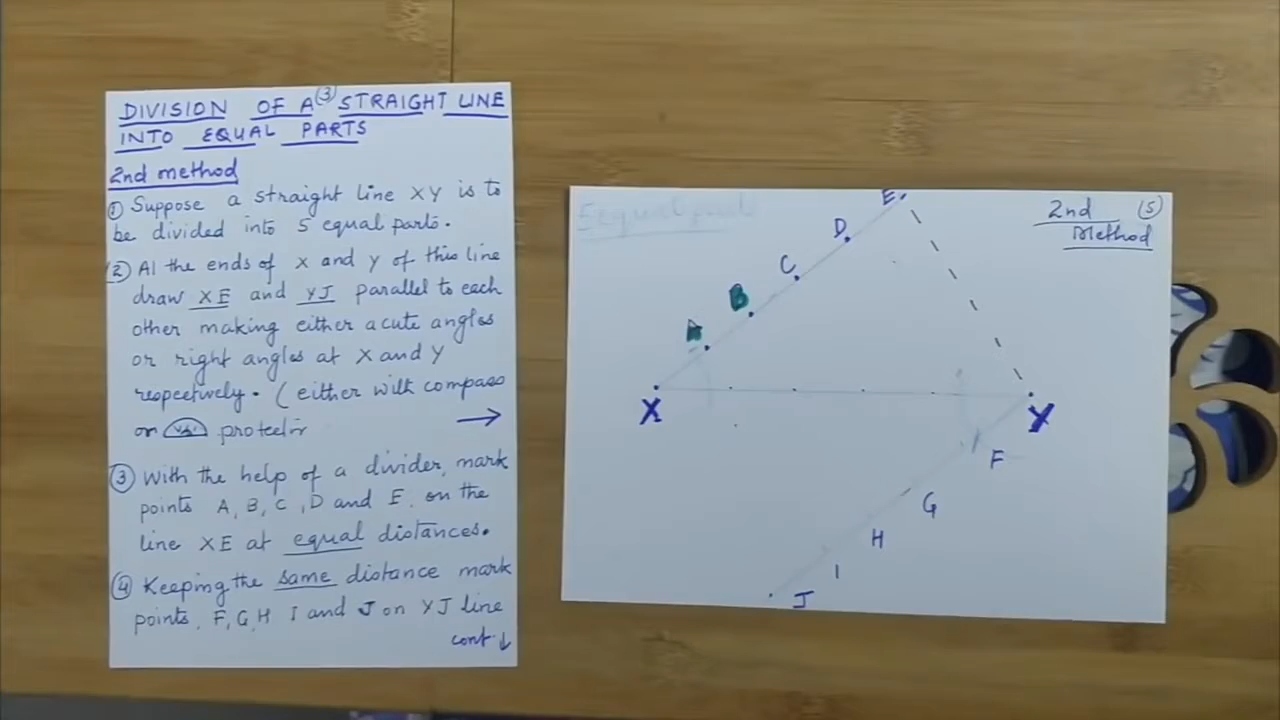 DIVISION OF A (3) STRAIGHT LINE
INTO EQUAL PARTS
2nd method
① Suppose a straight line XY is to
be divided into 5 equal parts.
② At the ends of X and Y of this line
draw XE and YJ parallel to each
other making either acute angles
or right angles at X and Y
respectively. (either with compass
or protector →
③ With the help of a divider, mark
points A, B, C, D and E, on the
line XE at equal distances.
④ Keeping the same distance mark
points, F, G, H I and J on YJ line
cont. ↓
5 equal parts
2nd (5)
Method
E
D
C
B
A
X
Y
F
G
H
I
J